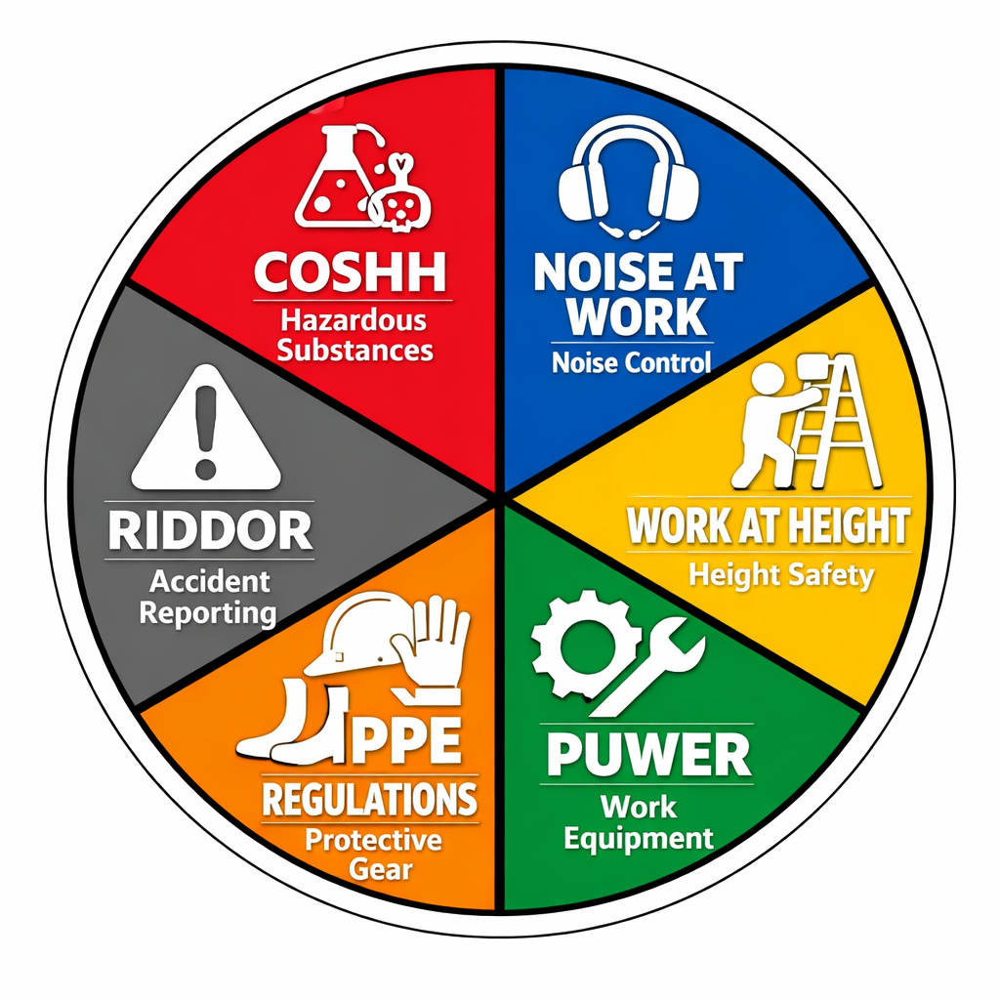 COSHH
Hazardous
Substances
NOISE AT
WORK
Noise Control
WORK AT HEIGHT
Height Safety
PUWER
Work
Equipment
PPE
REGULATIONS
Protective
Gear
RIDDOR
Accident
Reporting